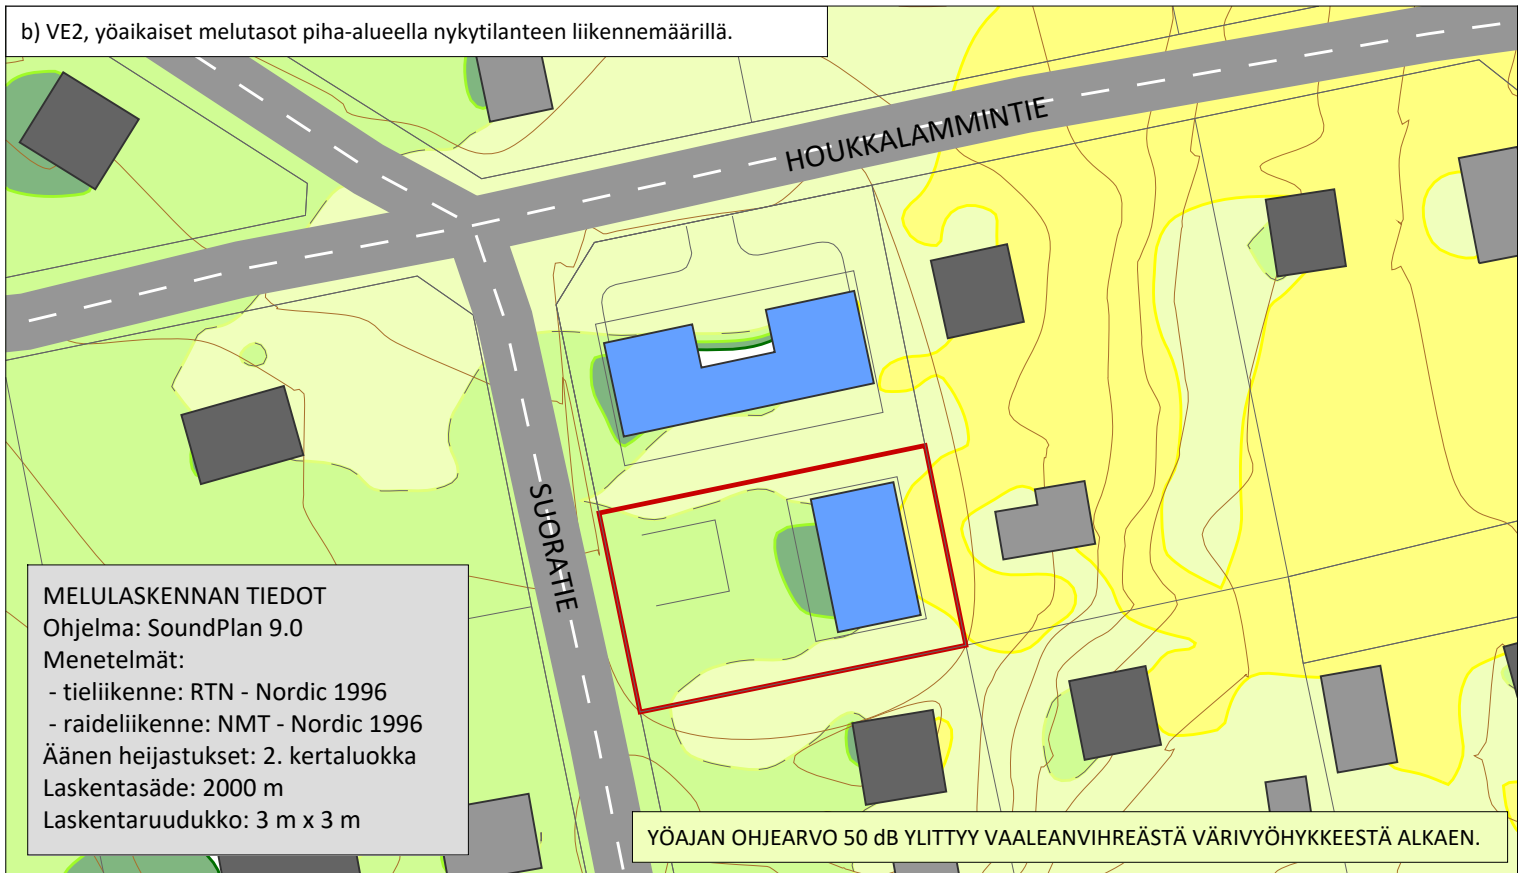 b) VE2, yöaikaiset melutasot piha-alueella nykytilanteen liikennemäärillä.
HOUKKALAMMINTIE
SUORATIE
MELULASKENNAN TIEDOT
Ohjelma: SoundPlan 9.0
Menetelmät:
- tieliikenne: RTN - Nordic 1996
- raideliikenne: NMT - Nordic 1996
Äänen heijastukset: 2. kertaluokka
Laskentasäde: 2000 m
Laskentaruudukko: 3 m x 3 m
YÖAJAN OHJEARVO 50 dB YLITTYY VAALEANVIHREÄSTÄ VÄRIVYÖHYKKEESTÄ ALKAEN.